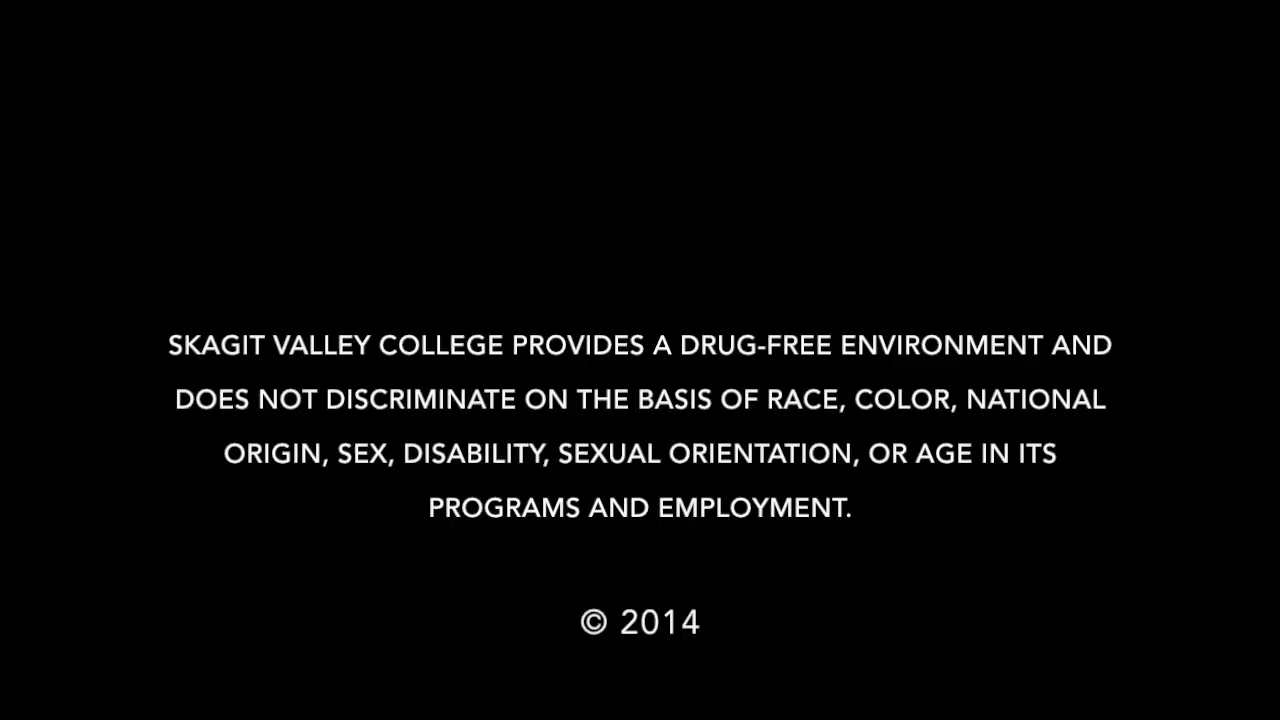 SKAGIT VALLEY COLLEGE PROVIDES A DRUG-FREE ENVIRONMENT AND
DOES NOT DISCRIMINATE ON THE BASIS OF RACE, COLOR, NATIONAL
ORIGIN, SEX, DISABILITY, SEXUAL ORIENTATION, OR AGE IN ITS
PROGRAMS AND EMPLOYMENT.
© 2014